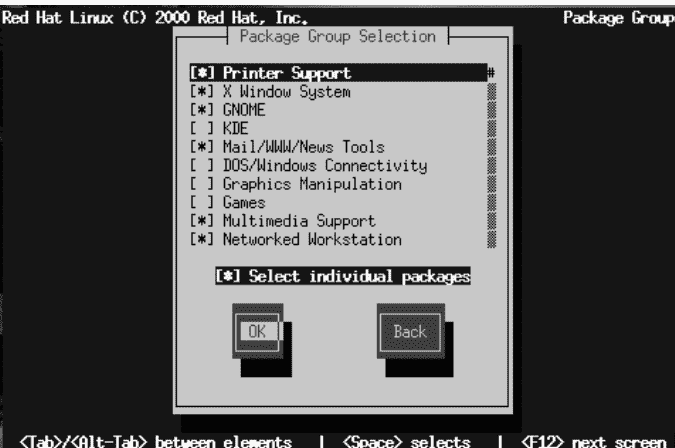 Red Hat Linux (C) 2000 Red Hat, Inc. Package Group
Package Group Selection
[*] Printer Support #
[*] X Window System
[*] GNOME
[ ] KDE
[*] Mail/WWW/News Tools
[ ] DOS/Windows Connectivity
[ ] Graphics Manipulation
[ ] Games
[*] Multimedia Support
[*] Networked Workstation
[*] Select individual packages
OK Back
<Tab>/<Alt-Tab> between elements | <Space> selects | <F12> next screen